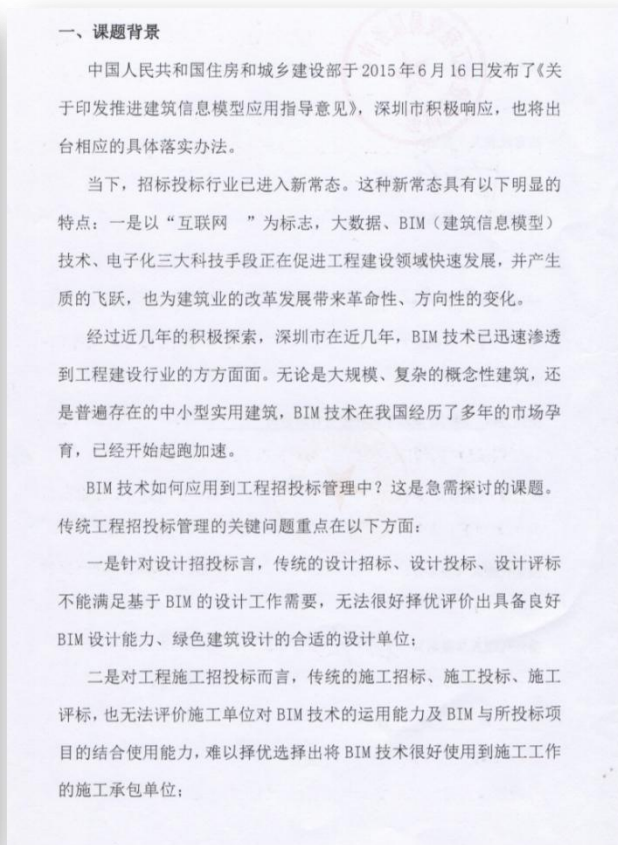 一、课题背景
中国人民共和国住房和城乡建设部于2015年6月16日发布了《关
于印发推进建筑信息模型应用指导意见》，深圳市积极响应，也将出
台相应的具体落实办法。
当下，招标投标行业已进入新常态。这种新常态具有以下明显的
特点：一是以“互联网　”为标志，大数据、BIM（建筑信息模型）
技术、电子化三大科技手段正在促进工程建设领域快速发展，并产生
质的飞跃，也为建筑业的改革发展带来革命性、方向性的变化。
经过近几年的积极探索，深圳市在近几年，BIM技术已迅速渗透
到工程建设行业的方方面面。无论是大规模、复杂的概念性建筑，还
是普遍存在的中小型实用建筑，BIM技术在我国经历了多年的市场孕
育，已经开始起跑加速。
BIM技术如何应用到工程招投标管理中？这是急需探讨的课题。
传统工程招投标管理的关键问题重点在以下方面：
一是针对设计招投标言，传统的设计招标、设计投标、设计评标
不能满足基于BIM的设计工作需要，无法很好择优评价出具备良好
BIM设计能力、绿色建筑设计的合适的设计单位；
二是对工程施工招投标而言，传统的施工招标、施工投标、施工
评标，也无法评价施工单位对BIM技术的运用能力及BIM与所投标项
目的结合使用能力，难以择优选择出将BIM技术很好使用到施工工作
的施工承包单位；